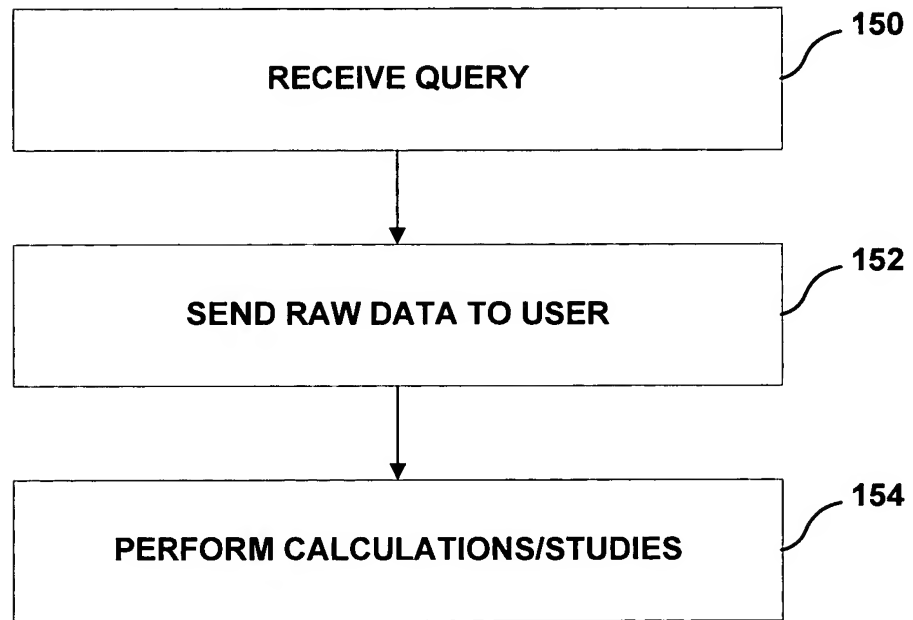 150
RECEIVE QUERY
152
SEND RAW DATA TO USER
154
PERFORM CALCULATIONS/STUDIES